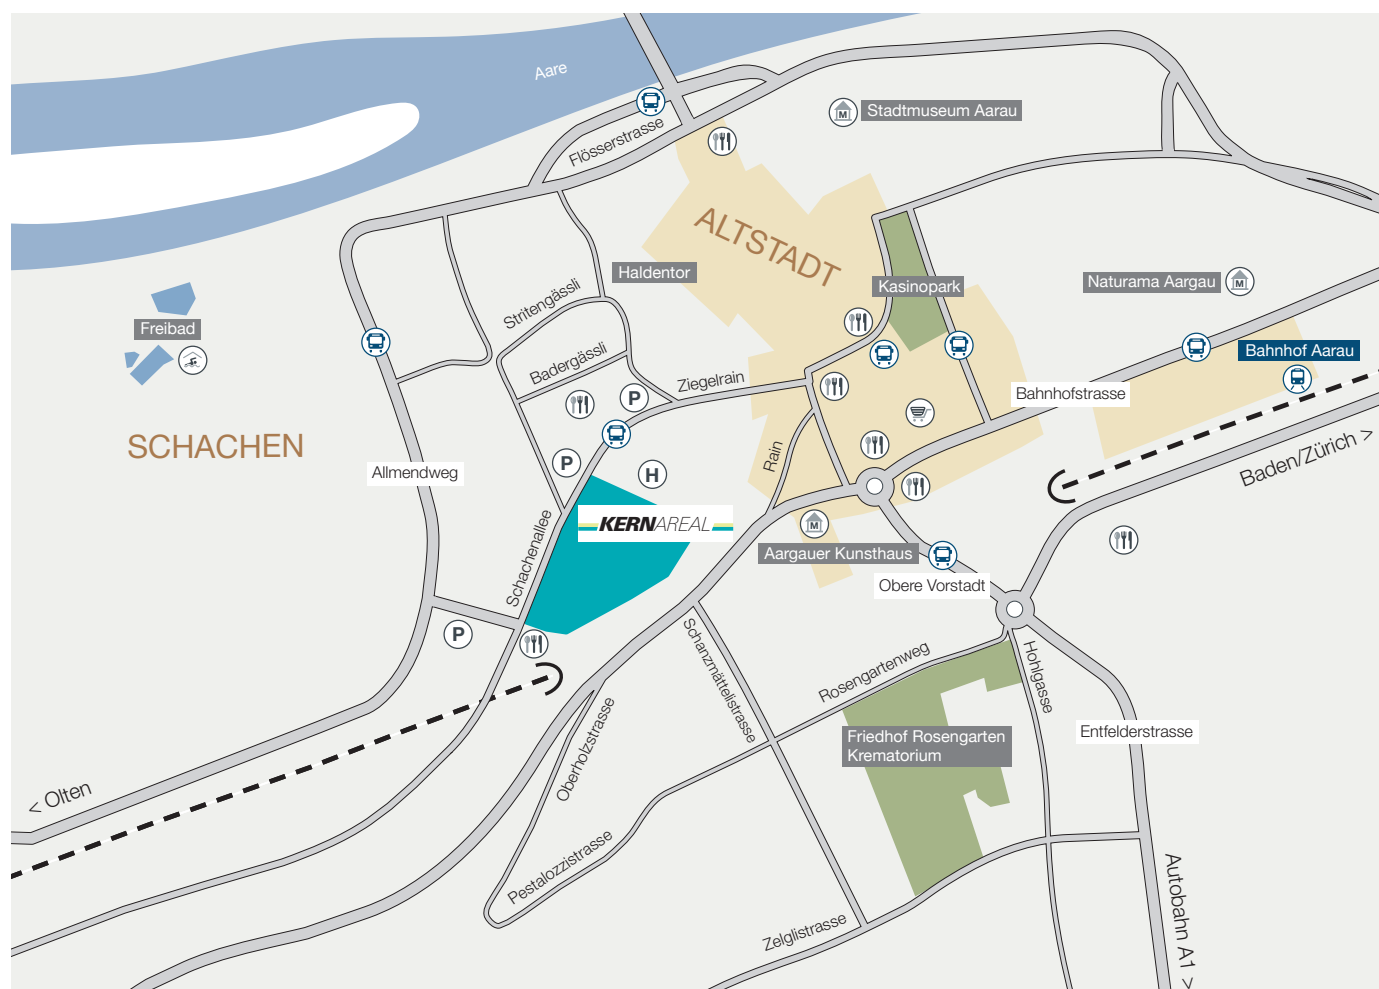 Aare
Stadtmuseum Aarau
M
Flösserstrasse
ALTSTADT
Haldentor
Kasinopark
Naturama Aargau
M
Stritengässli
Freibad
Bahnhof Aarau
Badergässli
Ziegelrain
P
Bahnhofstrasse
SCHACHEN
Rain
Baden/Zürich >
Allmendweg
P
H
KERNAREAL
M
Aargauer Kunsthaus
Schachenallee
Obere Vorstadt
P
Schanzmättelistrasse
Rosengartenweg
Hohlgasse
Oberholzstrasse
Friedhof Rosengarten
Krematorium
Entfelderstrasse
< Olten
Pestalozzistrasse
Zelglistrasse
Autobahn A1 >